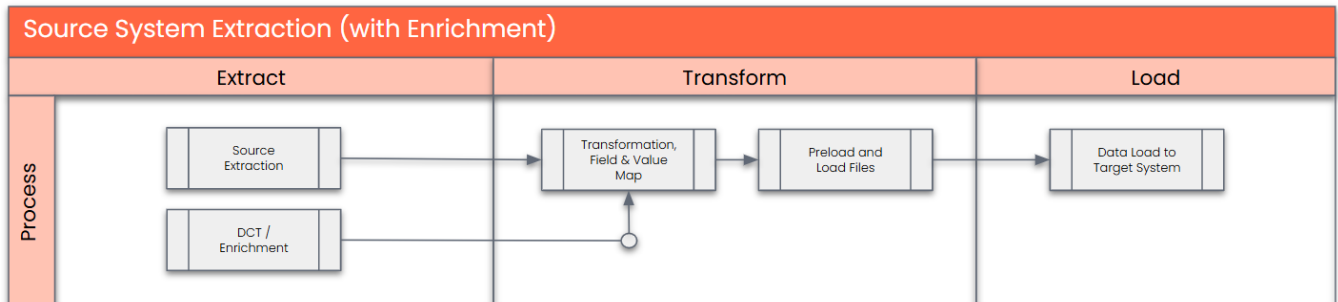 Source System Extraction (with Enrichment)
Extract
Transform
Load
Process
Source
Extraction
Transformation,
Field & Value
Map
Preload and
Load Files
Data Load to
Target System
DCT /
Enrichment